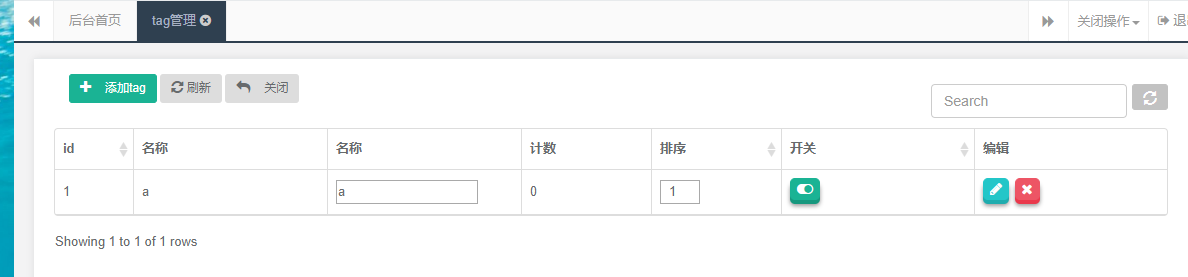 后台首页 tag管理 关闭操作
添加tag 刷新 关闭
Search
id 名称 名称 计数 排序 开关 编辑
1 a a 0 1
Showing 1 to 1 of 1 rows